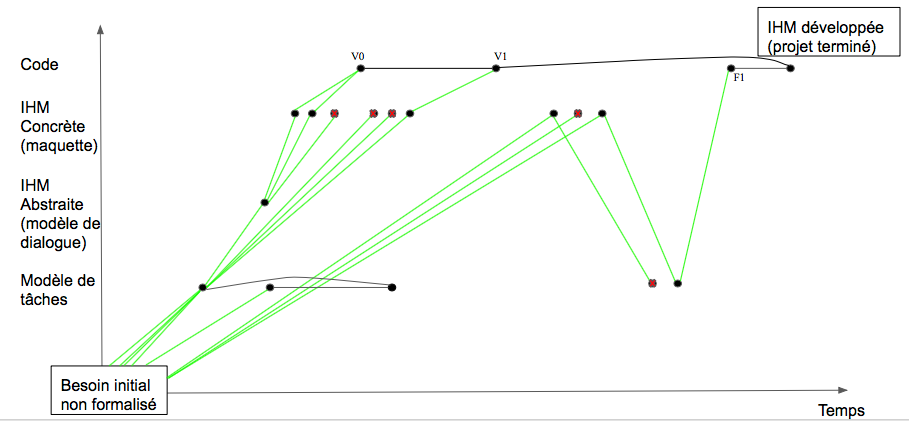 IHM développée
(projet terminé)
Code
V0
V1
F1
IHM
Concrète
(maquette)
IHM
Abstraite
(modèle de
dialogue)
Modèle de
tâches
Besoin initial
non formalisé
Temps